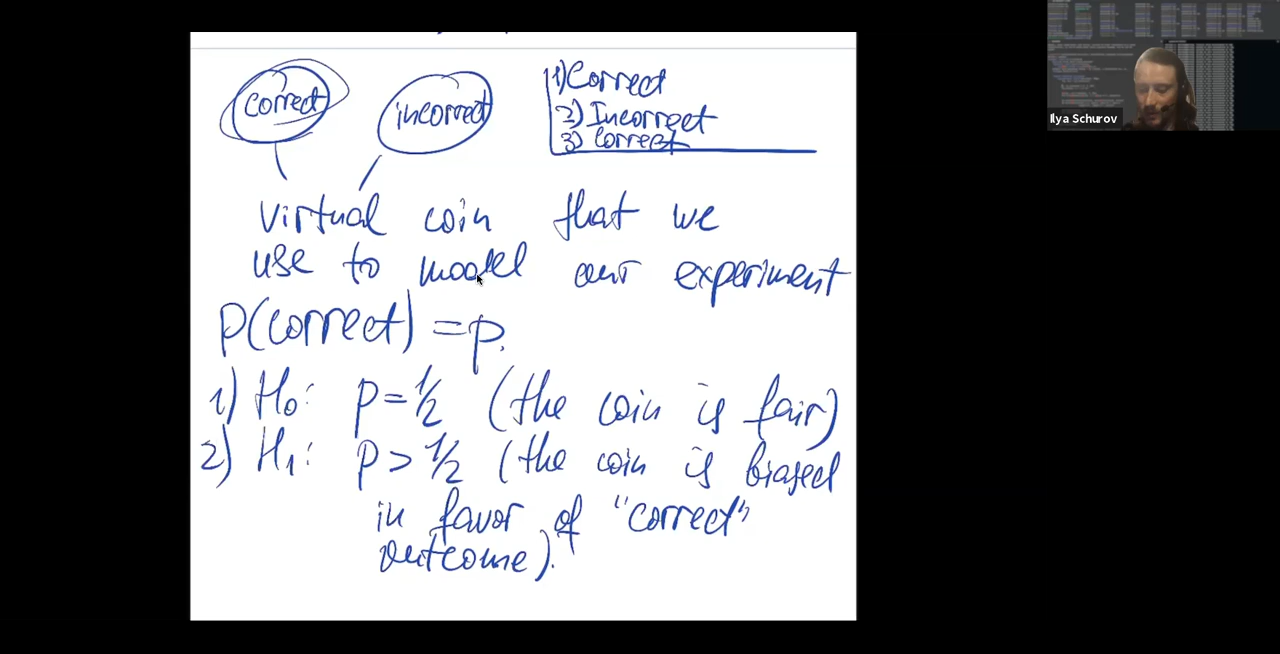 correct
incorrect
1) Correct
2) Incorrect
3) Correct
virtual coin that we
use to model our experiment
P(correct) = p.
1) H₀: p = 1/2 (the coin is fair)
2) H₁: p > 1/2 (the coin is biased
in favor of "correct"
outcome).
Ilya Schurov